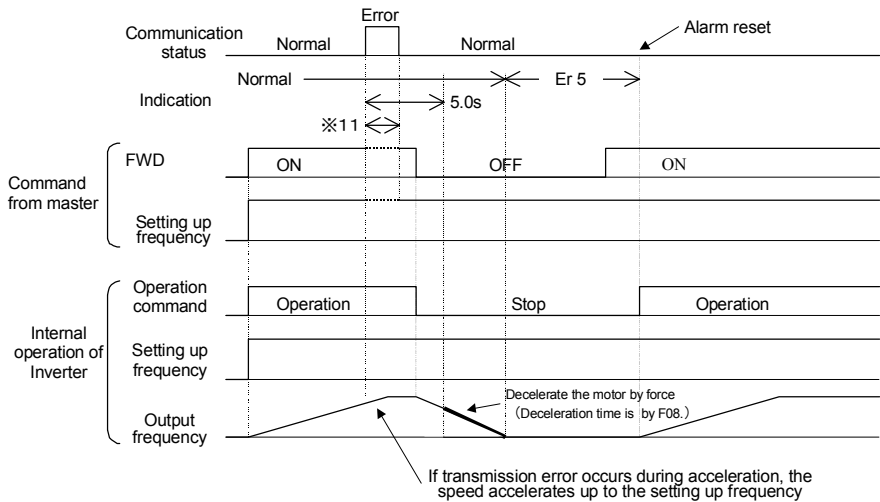 Error
Communication
status
Normal
Normal
Alarm reset
Normal
Er 5
Indication
5.0s
※11
Command
from master
FWD
ON
OFF
ON
Setting up
frequency
Internal
operation of
Inverter
Operation
command
Operation
Stop
Operation
Setting up
frequency
Output
frequency
Decelerate the motor by force
（Deceleration time is by F08.）
If transmission error occurs during acceleration, the
speed accelerates up to the setting up frequency